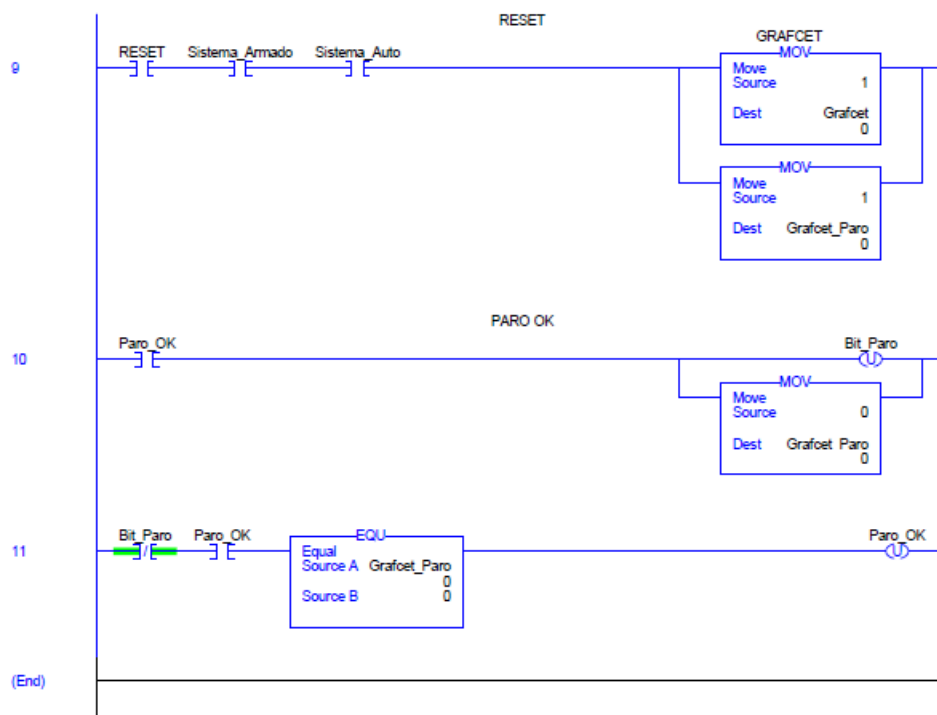 RESET
9
RESET Sistema_Armado Sistema_Auto
GRAFCET
MOV
Move
Source 1
Dest Grafcet
0
MOV
Move
Source 1
Dest Grafcet_Paro
0
PARO OK
10
Paro_OK
Bit_Paro
U
MOV
Move
Source 0
Dest Grafcet_Paro
0
11
Bit_Paro Paro_OK
EQU
Equal
Source A Grafcet_Paro
0
Source B 0
Paro_OK
U
(End)